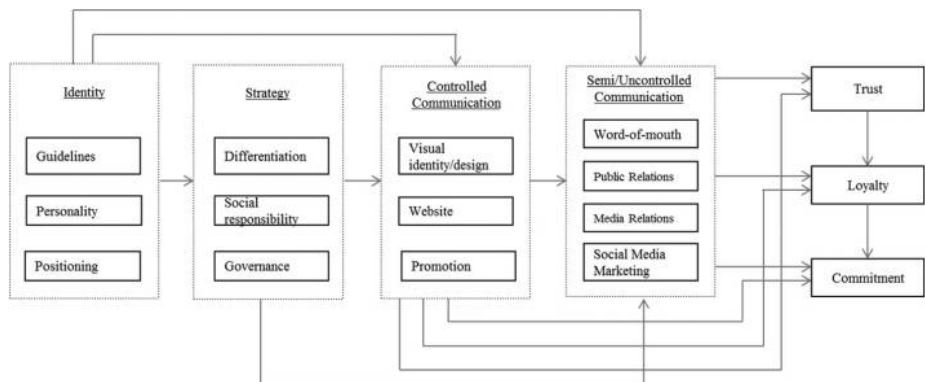 Identity
Guidelines
Personality
Positioning
Strategy
Differentiation
Social
responsibility
Governance
Controlled
Communication
Visual
identity/design
Website
Promotion
Semi/Uncontrolled
Communication
Word-of-mouth
Public Relations
Media Relations
Social Media
Marketing
Trust
Loyalty
Commitment